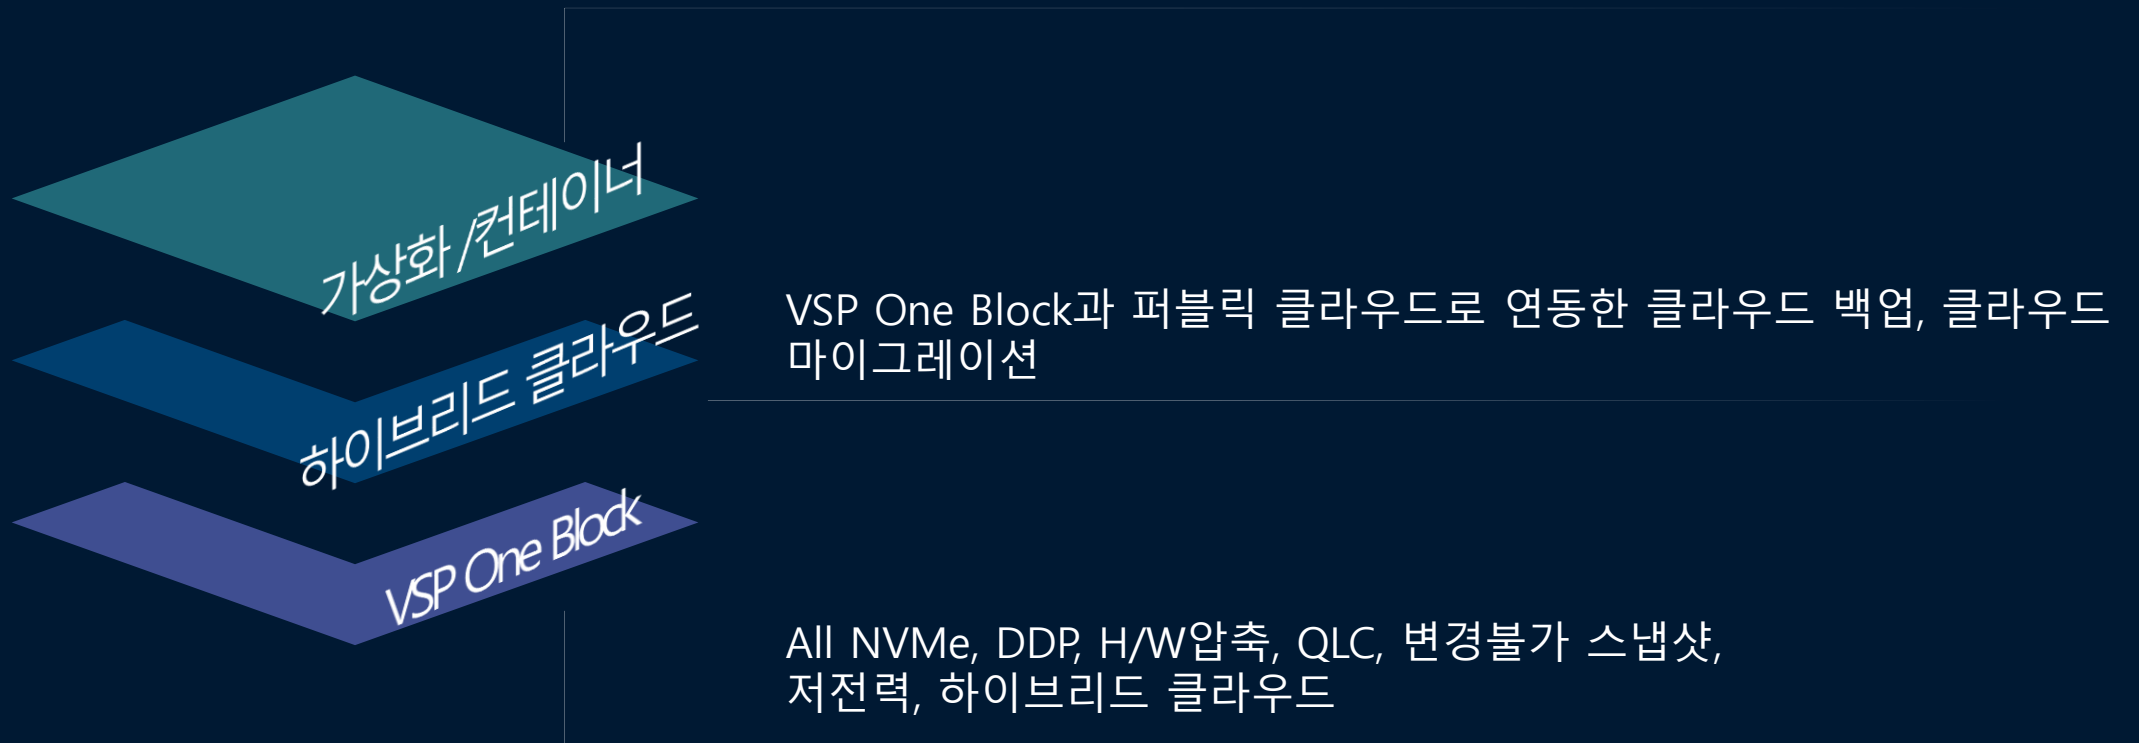 가상화 /컨테이너
하이브리드 클라우드
VSP One Block
VSP One Block과 퍼블릭 클라우드로 연동한 클라우드 백업, 클라우드
마이그레이션
All NVMe, DDP, H/W압축, QLC, 변경불가 스냅샷,
저전력, 하이브리드 클라우드